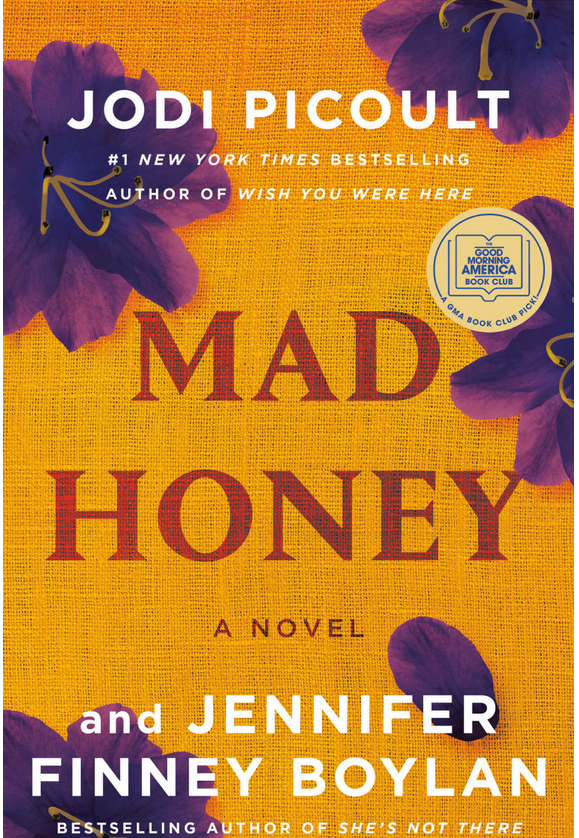 JODI PICOULT
#1 NEW YORK TIMES BESTSELLING
AUTHOR OF WISH YOU WERE HERE
THE
GOOD
MORNING
AMERICA
BOOK CLUB
A GMA BOOK CLUB PICK!
MAD
HONEY
A NOVEL
and JENNIFER
FINNEY BOYLAN
BESTSELLING AUTHOR OF SHE'S NOT THERE